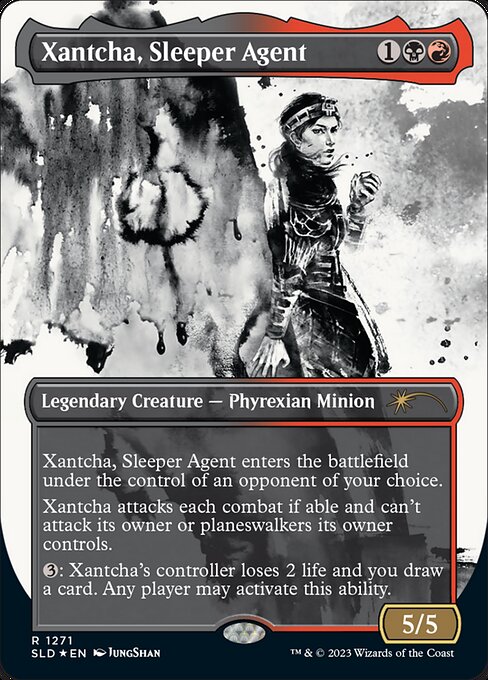 Xantcha, Sleeper Agent 1
Legendary Creature — Phyrexian Minion
Xantcha, Sleeper Agent enters the battlefield
under the control of an opponent of your choice.
Xantcha attacks each combat if able and can't
attack its owner or planeswalkers its owner
controls.
3: Xantcha's controller loses 2 life and you draw
a card. Any player may activate this ability.
5/5
R 1271
SLD ★ EN JungShan
™ & © 2023 Wizards of the Coast